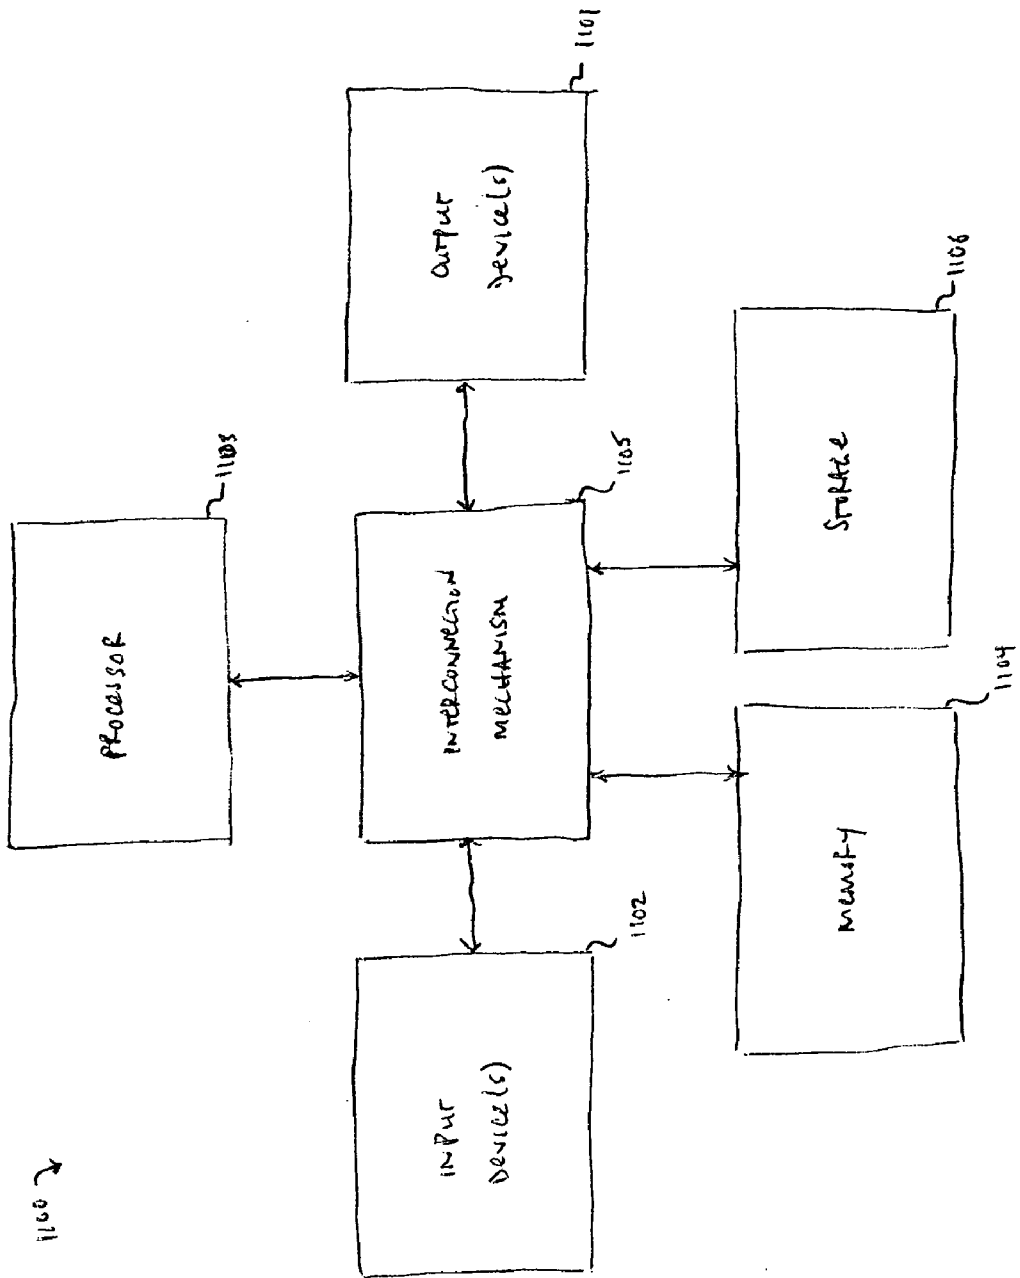 1100
PROCESSOR
1103
INPUT
DEVICE(S)
1102
INTERCONNECTION
MECHANISM
1105
OUTPUT
DEVICE(S)
1101
MEMORY
1104
STORAGE
1106